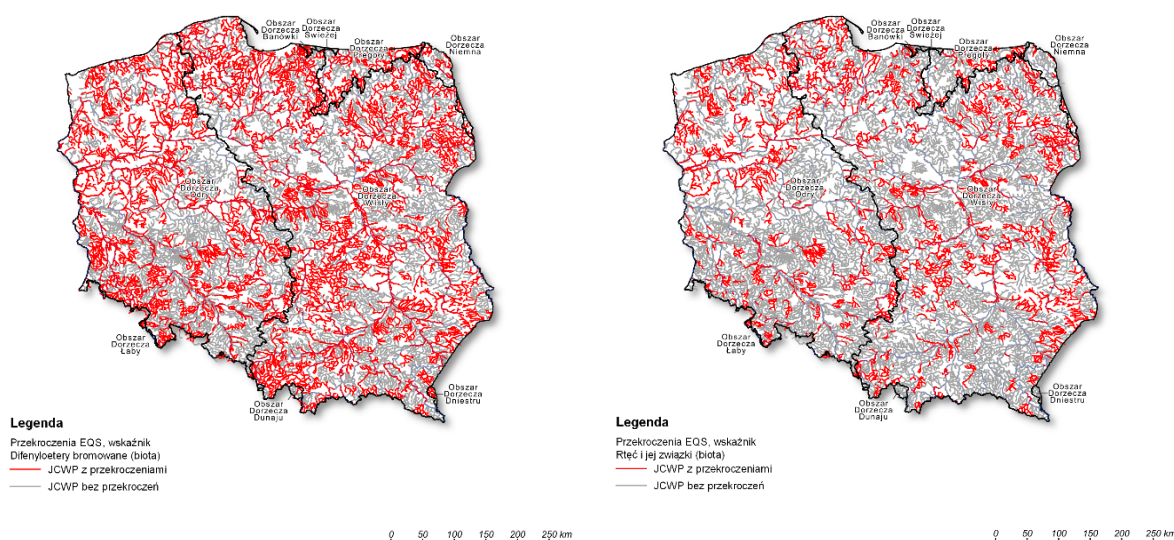 Obszar
Dorzecza
Banówki
Obszar
Dorzecza
Świeżej
Obszar
Dorzecza
Pregoły
Obszar
Dorzecza
Niemna
Obszar
Dorzecza
Odry
Obszar
Dorzecza
Wisły
Obszar
Dorzecza
Łaby
Obszar
Dorzecza
Dunaju
Obszar
Dorzecza
Dniestru
Legenda
Przekroczenia EQS, wskaźnik
Difenyloetery bromowane (biota)
JCWP z przekroczeniami
JCWP bez przekroczeń
0 50 100 150 200 250 km
Obszar
Dorzecza
Banówki
Obszar
Dorzecza
Świeżej
Obszar
Dorzecza
Pregoły
Obszar
Dorzecza
Niemna
Obszar
Dorzecza
Odry
Obszar
Dorzecza
Wisły
Obszar
Dorzecza
Łaby
Obszar
Dorzecza
Dunaju
Obszar
Dorzecza
Dniestru
Legenda
Przekroczenia EQS, wskaźnik
Rtęć i jej związki (biota)
JCWP z przekroczeniami
JCWP bez przekroczeń
0 50 100 150 200 250 km